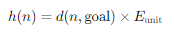 h(n) = d(n, goal) × E_unit